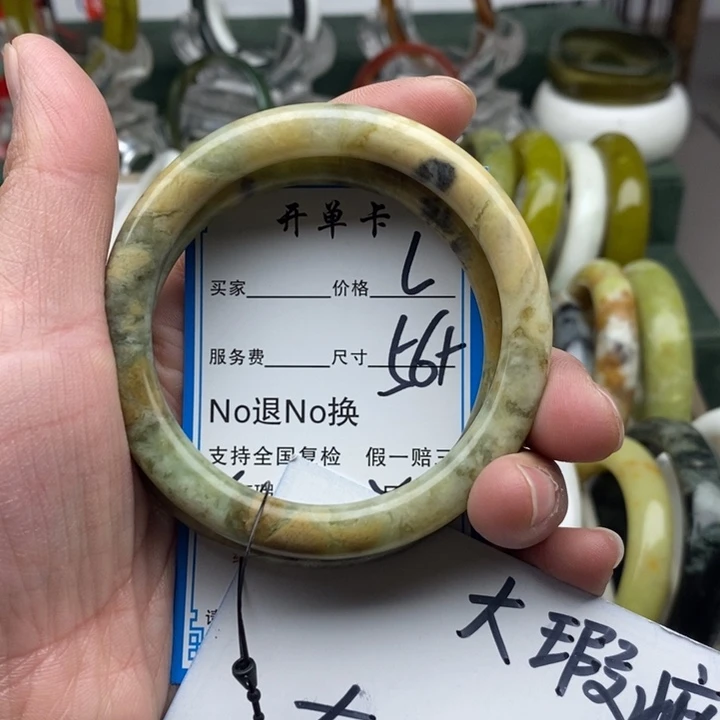 开单卡
买家 价格 L
服务费 尺寸 56+
No退No换
支持全国复检 假一赔三
大瑕疵